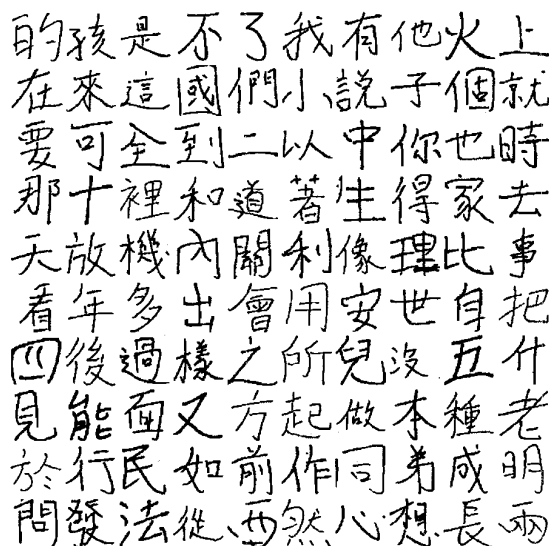 的孩是不了我有他火上
在來這國們小說子個就
要可全到二以中你也時
那十裡和道著生得家去
天放機內關利像理比事
看年多出會用安世自把
四後過樣之所兒沒五什
見能面又方起做本種老
於行民如前作同弟成明
問發法從西然心想長兩